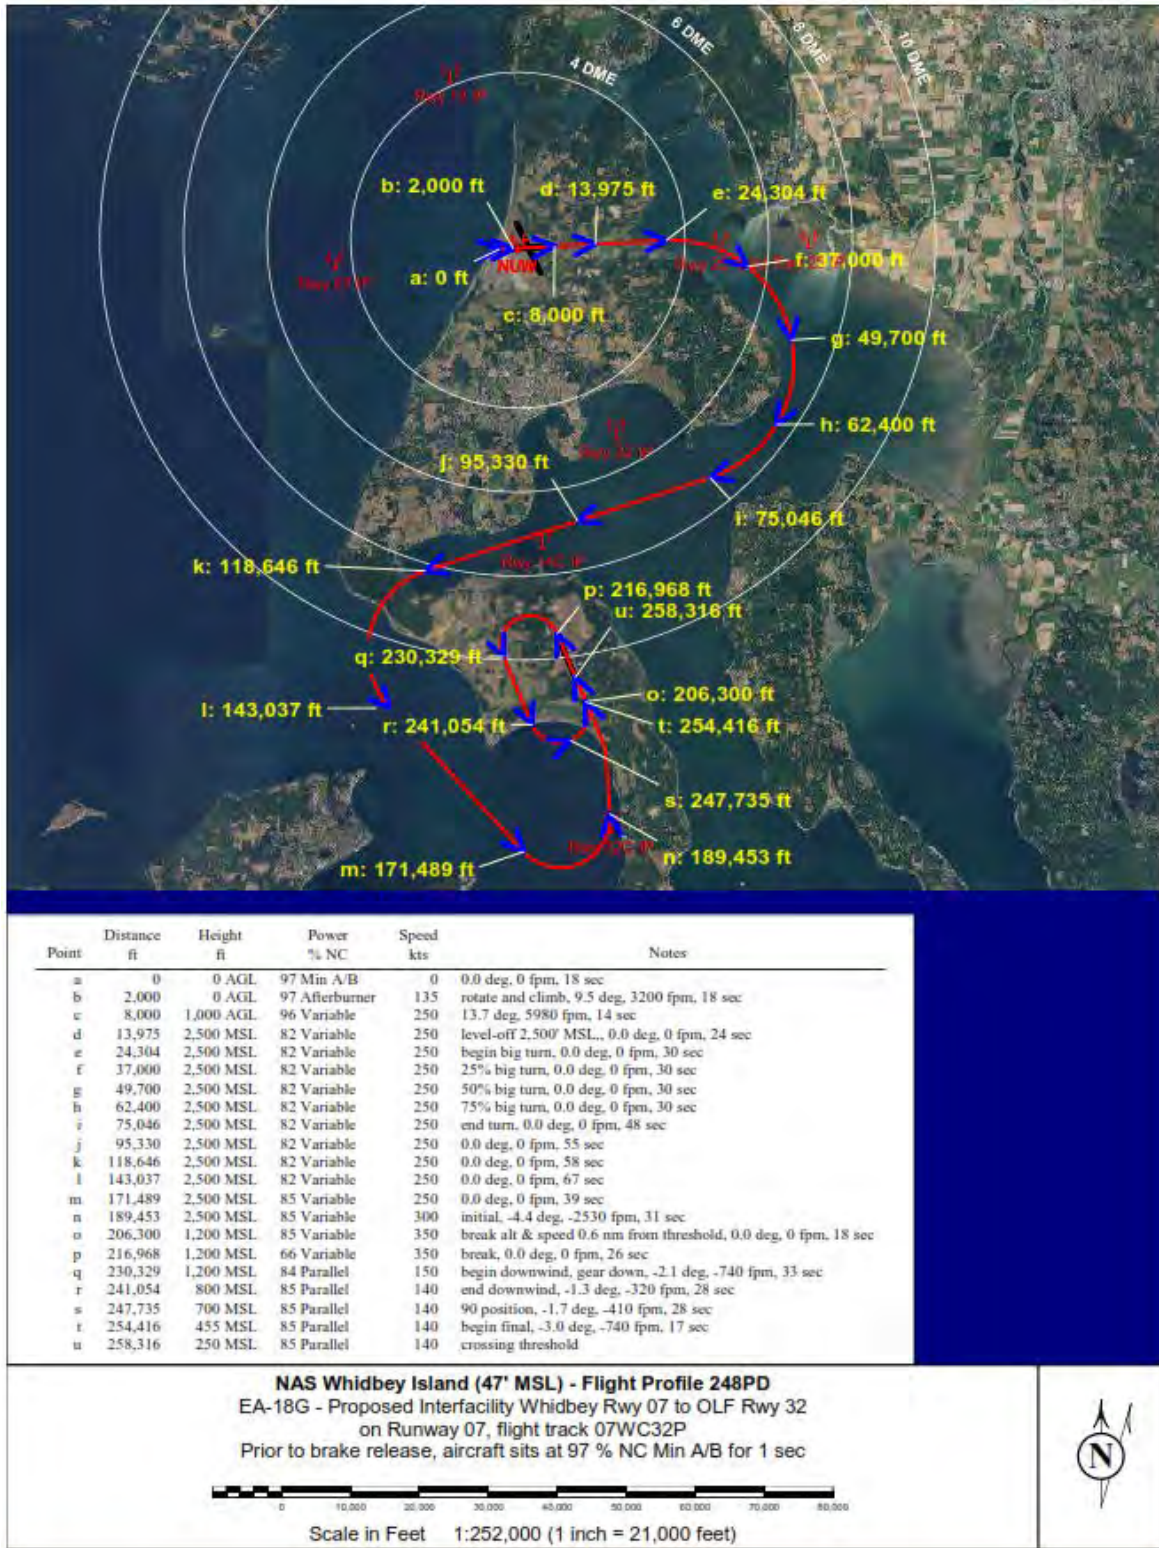 6 DME
8 DME
10 DME
4 DME
b: 2,000 ft
d: 13,975 ft
e: 24,304 ft
a: 0 ft
NUW
f: 37,000 ft
c: 8,000 ft
g: 49,700 ft
h: 62,400 ft
j: 95,330 ft
i: 75,046 ft
k: 118,646 ft
p: 216,968 ft
u: 258,316 ft
q: 230,329 ft
o: 206,300 ft
l: 143,037 ft
r: 241,054 ft
t: 254,416 ft
s: 247,735 ft
m: 171,489 ft
n: 189,453 ft
Point Distance ft Height ft Power % NC Speed kts Notes
a 0 0 AGL 97 Min A/B 0 0.0 deg, 0 fpm, 18 sec
b 2,000 0 AGL 97 Afterburner 135 rotate and climb, 9.5 deg, 3200 fpm, 18 sec
c 8,000 1,000 AGL 96 Variable 250 13.7 deg, 5980 fpm, 14 sec
d 13,975 2,500 MSL 82 Variable 250 level-off 2,500' MSL,, 0.0 deg, 0 fpm, 24 sec
e 24,304 2,500 MSL 82 Variable 250 begin big turn, 0.0 deg, 0 fpm, 30 sec
f 37,000 2,500 MSL 82 Variable 250 25% big turn, 0.0 deg, 0 fpm, 30 sec
g 49,700 2,500 MSL 82 Variable 250 50% big turn, 0.0 deg, 0 fpm, 30 sec
h 62,400 2,500 MSL 82 Variable 250 75% big turn, 0.0 deg, 0 fpm, 30 sec
i 75,046 2,500 MSL 82 Variable 250 end turn, 0.0 deg, 0 fpm, 48 sec
j 95,330 2,500 MSL 82 Variable 250 0.0 deg, 0 fpm, 55 sec
k 118,646 2,500 MSL 82 Variable 250 0.0 deg, 0 fpm, 58 sec
l 143,037 2,500 MSL 82 Variable 250 0.0 deg, 0 fpm, 67 sec
m 171,489 2,500 MSL 85 Variable 250 0.0 deg, 0 fpm, 39 sec
n 189,453 2,500 MSL 85 Variable 300 initial, -4.4 deg, -2530 fpm, 31 sec
o 206,300 1,200 MSL 85 Variable 350 break alt & speed 0.6 nm from threshold, 0.0 deg, 0 fpm, 18 sec
p 216,968 1,200 MSL 66 Variable 350 break, 0.0 deg, 0 fpm, 26 sec
q 230,329 1,200 MSL 84 Parallel 150 begin downwind, gear down, -2.1 deg, -740 fpm, 33 sec
r 241,054 800 MSL 85 Parallel 140 end downwind, -1.3 deg, -320 fpm, 28 sec
s 247,735 700 MSL 85 Parallel 140 90 position, -1.7 deg, -410 fpm, 28 sec
t 254,416 455 MSL 85 Parallel 140 begin final, -3.0 deg, -740 fpm, 17 sec
u 258,316 250 MSL 85 Parallel 140 crossing threshold
NAS Whidbey Island (47' MSL) - Flight Profile 248PD
EA-18G - Proposed Interfacility Whidbey Rwy 07 to OLF Rwy 32
on Runway 07, flight track 07WC32P
Prior to brake release, aircraft sits at 97 % NC Min A/B for 1 sec
0 10,000 20,000 30,000 40,000 50,000 60,000 70,000 80,000
Scale in Feet 1:252,000 (1 inch = 21,000 feet)
N